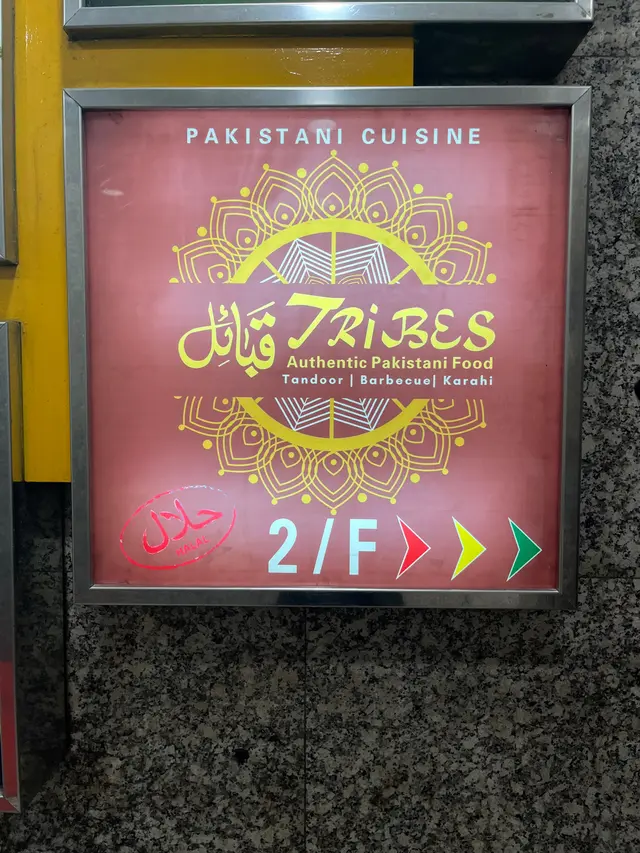 PAKISTANI CUISINE
قبائل TRiBES
Authentic Pakistani Food
Tandoor | Barbecue| Karahi
حلال
HALAL
2/F